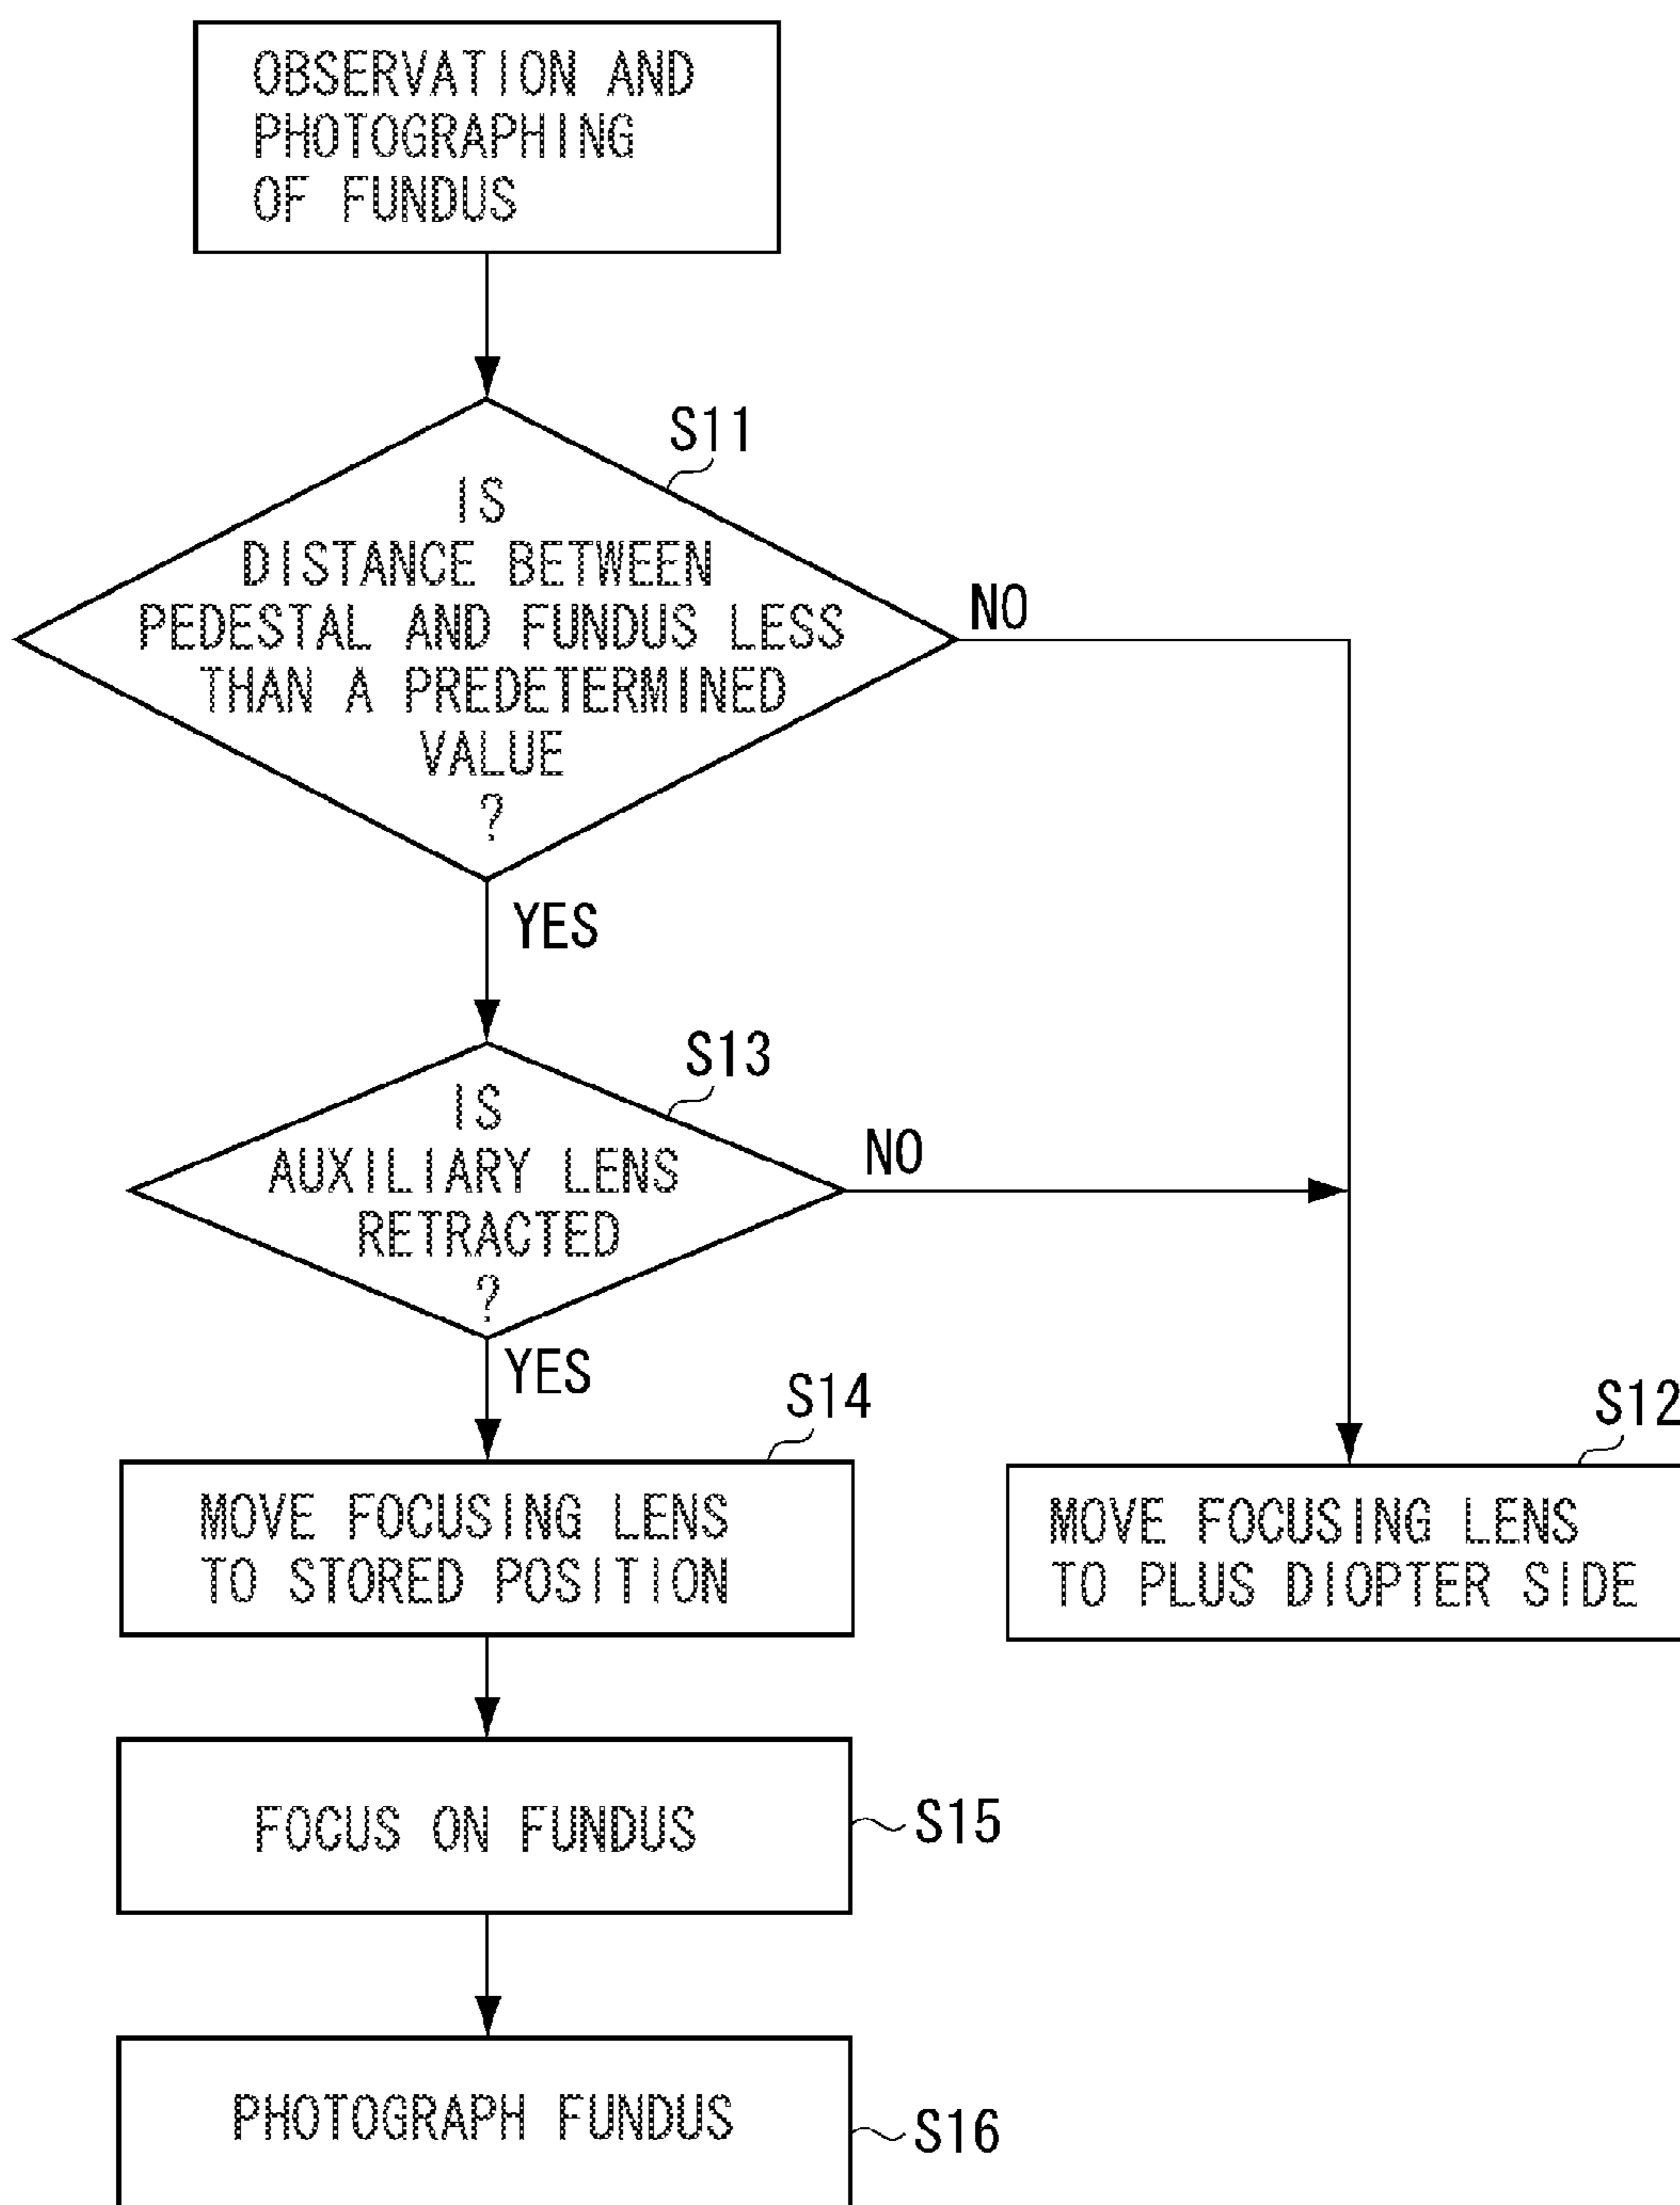 OBSERVATION AND
PHOTOGRAPHING
OF FUNDUS
S11
IS
DISTANCE BETWEEN
PEDESTAL AND FUNDUS LESS
THAN A PREDETERMINED
VALUE
?
NO
YES
S13
IS
AUXILIARY LENS
RETRACTED
?
NO
YES
S14
MOVE FOCUSING LENS
TO STORED POSITION
S12
MOVE FOCUSING LENS
TO PLUS DIOPTER SIDE
FOCUS ON FUNDUS
S15
PHOTOGRAPH FUNDUS
S16